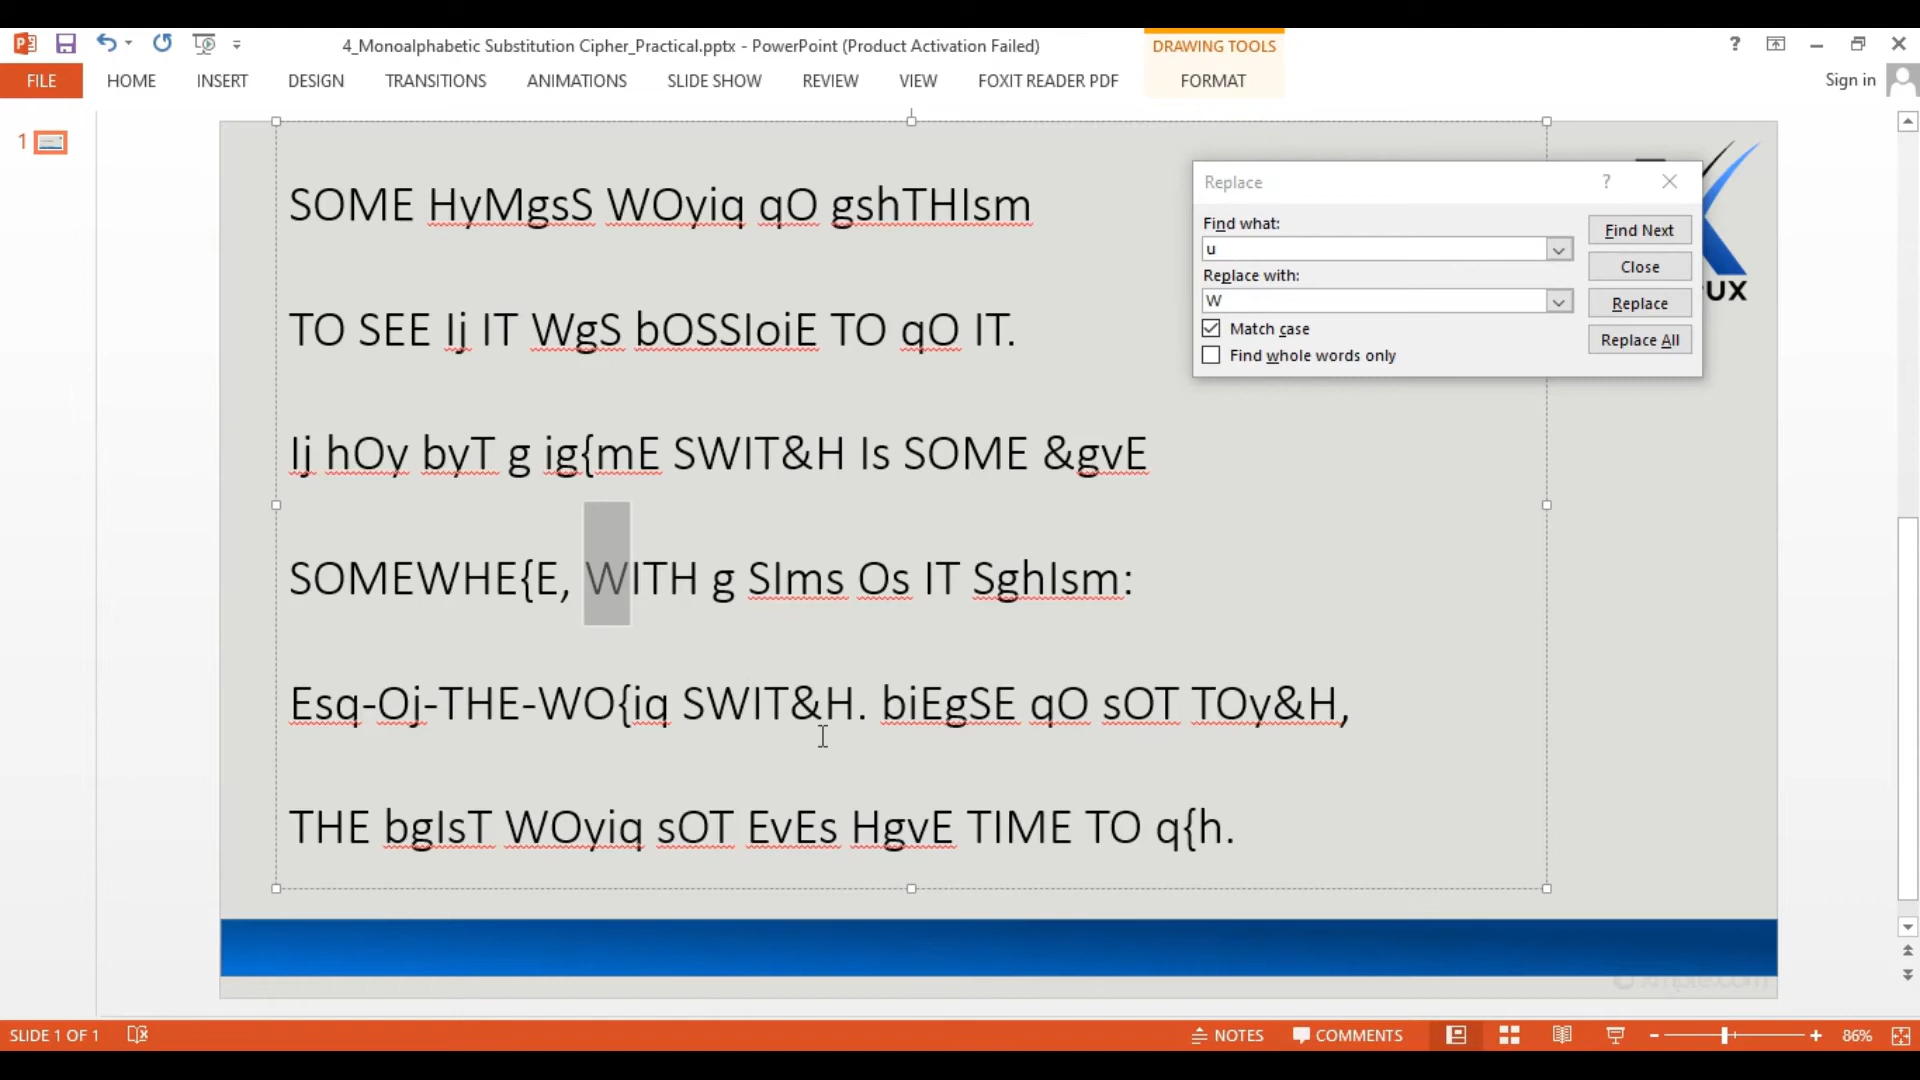 4_Monoalphabetic Substitution Cipher_Practical.pptx - PowerPoint (Product Activation Failed)
DRAWING TOOLS
?
FILE HOME INSERT DESIGN TRANSITIONS ANIMATIONS SLIDE SHOW REVIEW VIEW FOXIT READER PDF FORMAT
Sign in
1
SOME HyMgsS WOyiq qO gshTHIsm
TO SEE Ij IT WgS bOSSIoiE TO qO IT.
Ij hOy byT g ig{mE SWIT&H Is SOME &gvE
SOMEWHE{E, WITH g SIms Os IT SghIsm:
Esq-Oj-THE-WO{iq SWIT&H. biEgSE qO sOT TOy&H,
THE bgIsT WOyiq sOT EvEs HgvE TIME TO q{h.
Replace
?
Find what:
u
Find Next
Close
Replace with:
W
Replace
Match case
Replace All
Find whole words only
UX
SLIDE 1 OF 1
NOTES
COMMENTS
86%